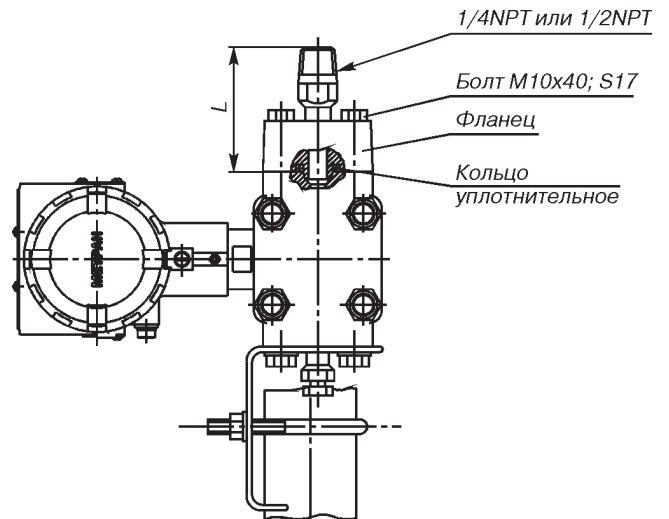 1/4NPT или 1/2NPT
L
Болт М10х40; S17
Фланец
Кольцо
уплотнительное
МЕТРАН